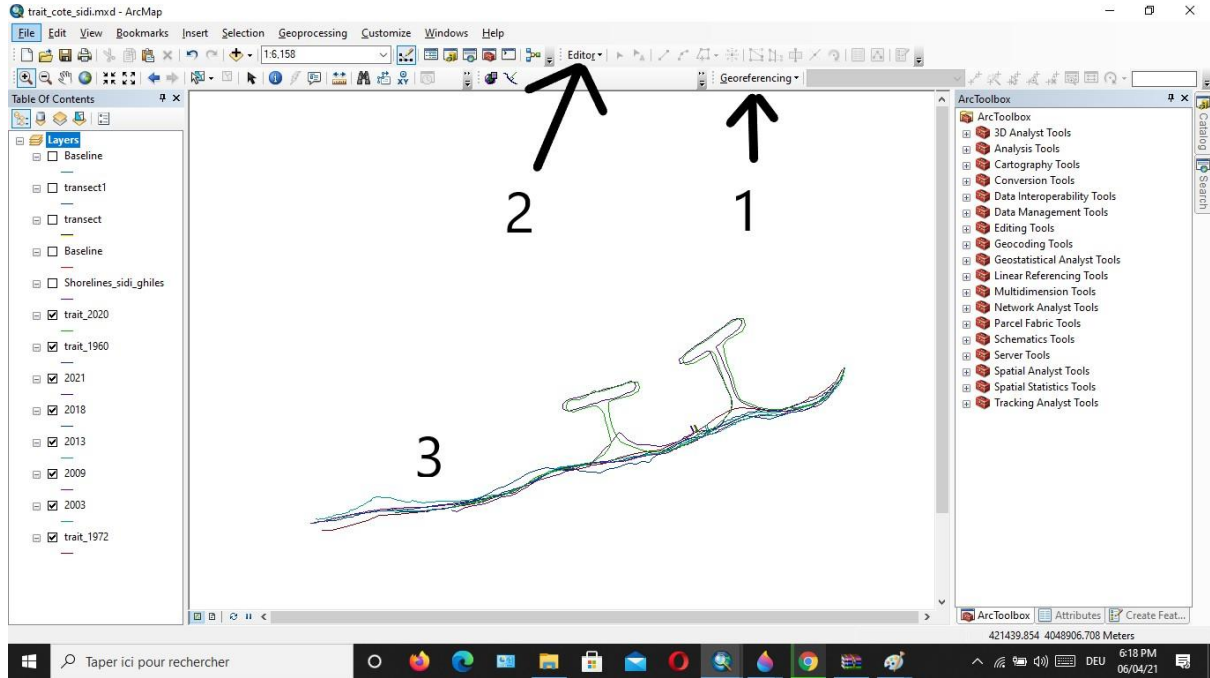 trait_cote_sidi.mxd - ArcMap
File Edit View Bookmarks Insert Selection Geoprocessing Customize Windows Help
1:6,158
Editor
Georeferencing
Table Of Contents
Layers
Baseline
transect1
transect
Baseline
Shorelines_sidi_ghiles
trait_2020
trait_1960
2021
2018
2013
2009
2003
trait_1972
2
1
3
ArcToolbox
ArcToolbox
3D Analyst Tools
Analysis Tools
Cartography Tools
Conversion Tools
Data Interoperability Tools
Data Management Tools
Editing Tools
Geocoding Tools
Geostatistical Analyst Tools
Linear Referencing Tools
Multidimension Tools
Network Analyst Tools
Parcel Fabric Tools
Schematics Tools
Server Tools
Spatial Analyst Tools
Spatial Statistics Tools
Tracking Analyst Tools
Catalog
Search
ArcToolbox Attributes Create Feat...
421439.854 4048906.708 Meters
Taper ici pour rechercher
DEU
6:18 PM
06/04/21